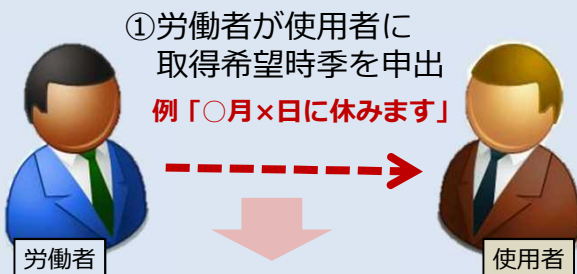 ①労働者が使用者に
取得希望時季を申出
例「○月×日に休みます」
労働者
使用者